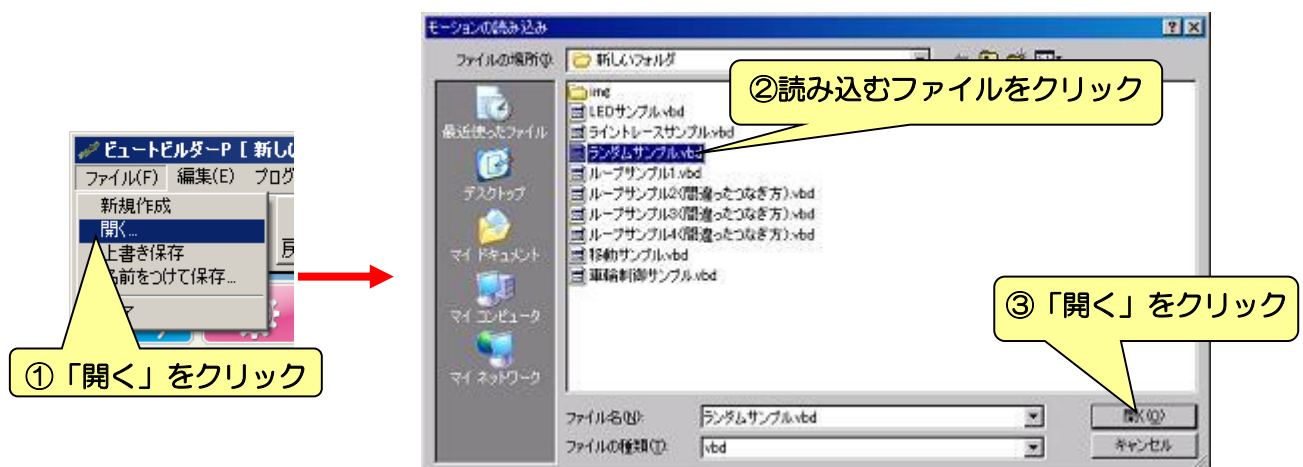 ビュートビルダーP [ 新し
ファイル(F) 編集(E) プログ
新規作成
開く...
上書き保存
名前をつけて保存...
戻
①「開く」をクリック
モーションの読み込み
ファイルの場所(I):
新しいフォルダ
②読み込むファイルをクリック
img
LEDサンプル.vbd
ライントレースサンプル.vbd
ランダムサンプル.vbd
ループサンプル1.vbd
ループサンプル2(間違ったつなぎ方).vbd
ループサンプル3(間違ったつなぎ方).vbd
ループサンプル4(間違ったつなぎ方).vbd
移動サンプル.vbd
車輪制御サンプル.vbd
最近使ったファイル
デスクトップ
マイ ドキュメント
マイ コンピュータ
マイ ネットワーク
③「開く」をクリック
ファイル名(N): ランダムサンプル.vbd 開く(O)
ファイルの種類(T): vbd キャンセル